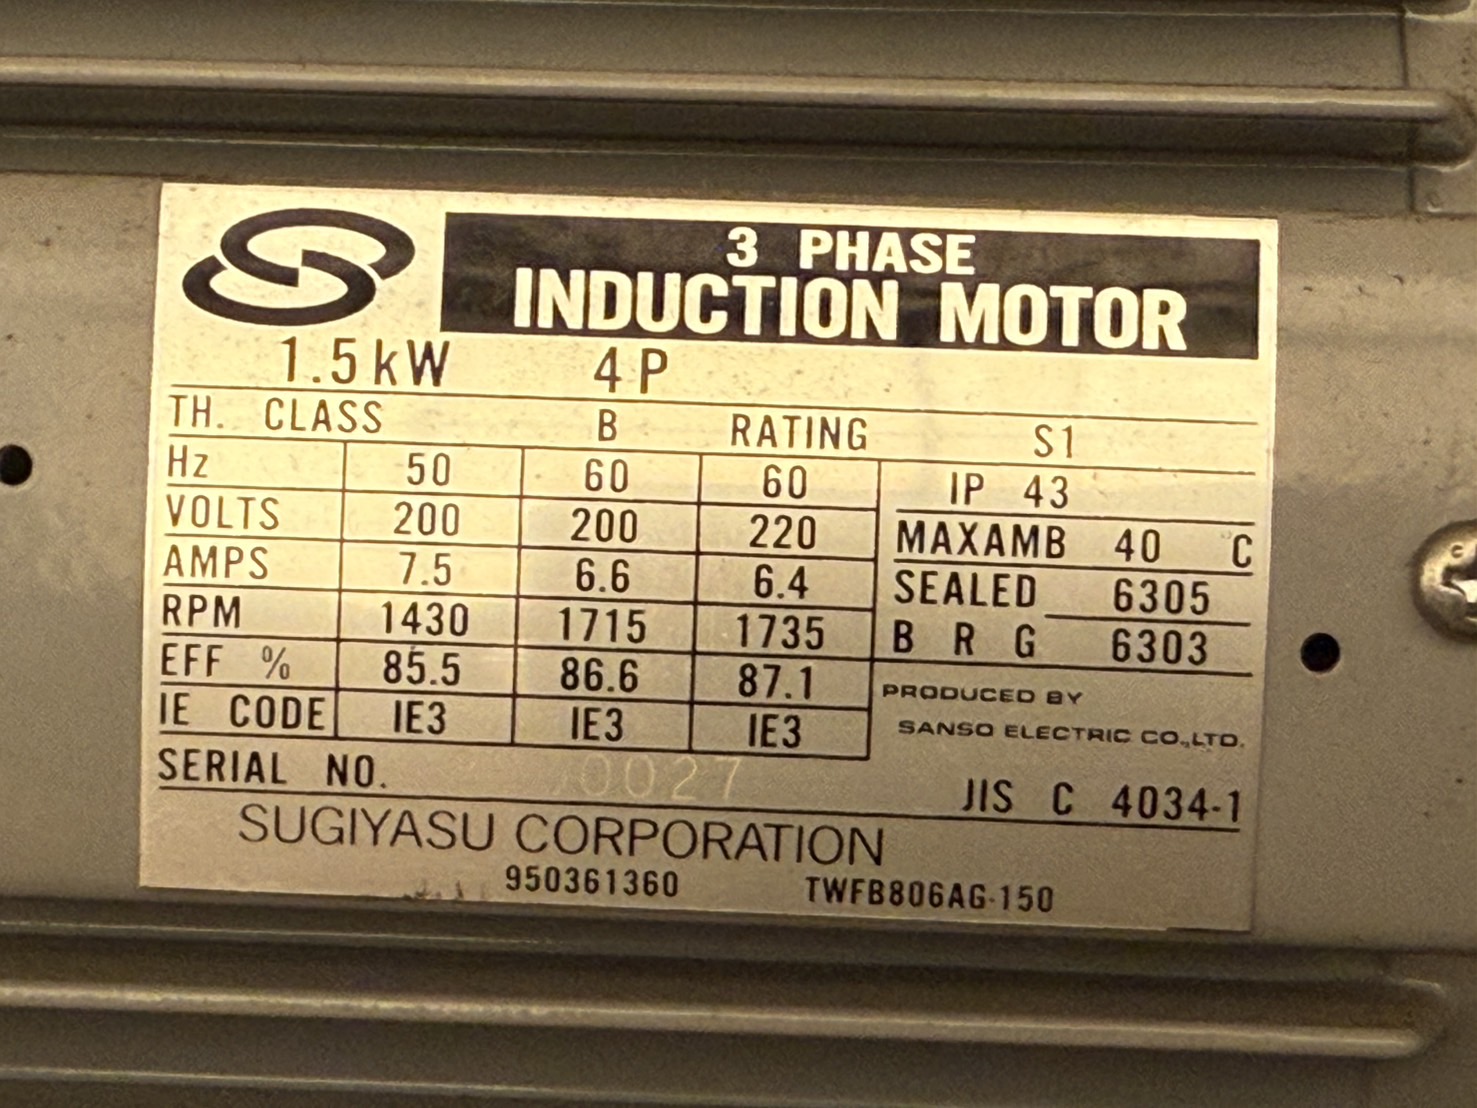 3 PHASE
INDUCTION MOTOR
1.5kW 4P
TH. CLASS B RATING S1
Hz 50 60 60 IP 43
VOLTS 200 200 220 MAXAMB 40 °C
AMPS 7.5 6.6 6.4 SEALED 6305
RPM 1430 1715 1735 BRG 6303
EFF % 85.5 86.6 87.1 PRODUCED BY
IE CODE IE3 IE3 IE3 SANSO ELECTRIC CO.,LTD.
SERIAL NO. JIS C 4034-1
SUGIYASU CORPORATION
950361360 TWFB806AG-150